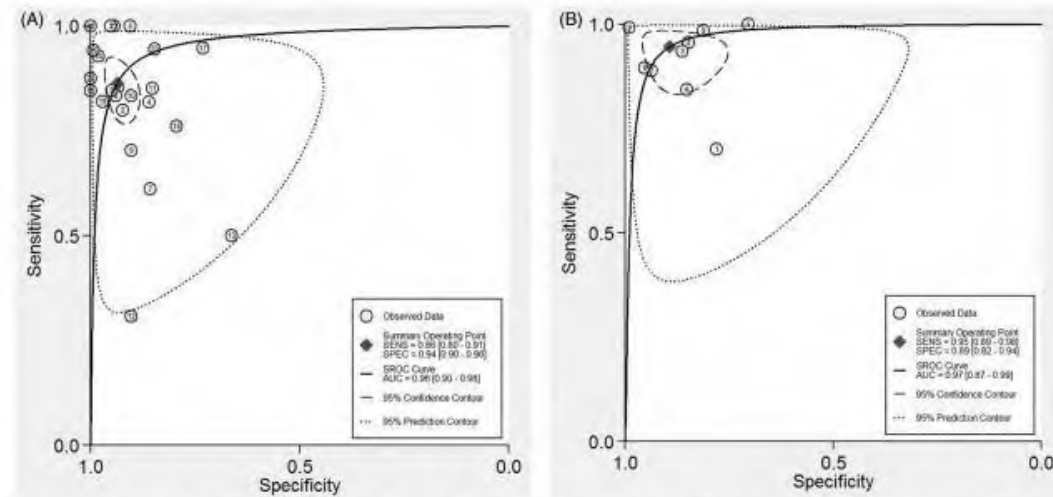 (A)
1.0
Sensitivity
0.5
0.0
1.0
0.5
0.0
Specificity
Observed Data
Summary Operating Point
SENS = 0.86 [0.80 - 0.91]
SPEC = 0.94 [0.90 - 0.96]
SROC Curve
AUC = 0.96 [0.90 - 0.98]
95% Confidence Contour
95% Prediction Contour
(B)
1.0
Sensitivity
0.5
0.0
1.0
0.5
0.0
Specificity
Observed Data
Summary Operating Point
SENS = 0.95 [0.89 - 0.98]
SPEC = 0.89 [0.82 - 0.94]
SROC Curve
AUC = 0.97 [0.87 - 0.99]
95% Confidence Contour
95% Prediction Contour